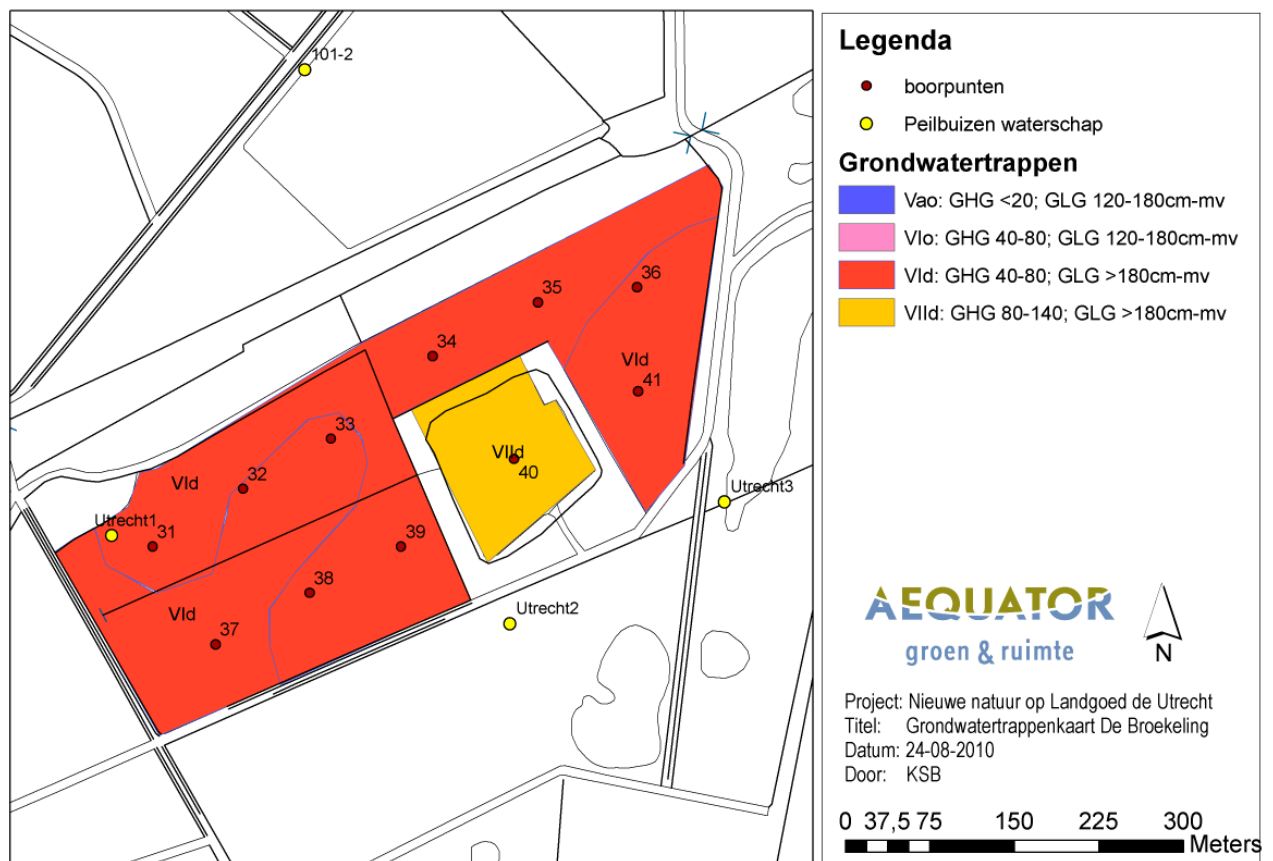 101-2
36
35
34
VId
41
33
VIId
40
32
VId
Utrecht3
Utrecht1
31
39
38
VId
Utrecht2
37
Legenda
boorpunten
Peilbuizen waterschap
Grondwatertrappen
Vao: GHG <20; GLG 120-180cm-mv
VIo: GHG 40-80; GLG 120-180cm-mv
VId: GHG 40-80; GLG >180cm-mv
VIId: GHG 80-140; GLG >180cm-mv
AEQUATOR
groen & ruimte
N
Project: Nieuwe natuur op Landgoed de Utrecht
Titel: Grondwatertrappenkaart De Broekeling
Datum: 24-08-2010
Door: KSB
0 37,5 75 150 225 300
Meters